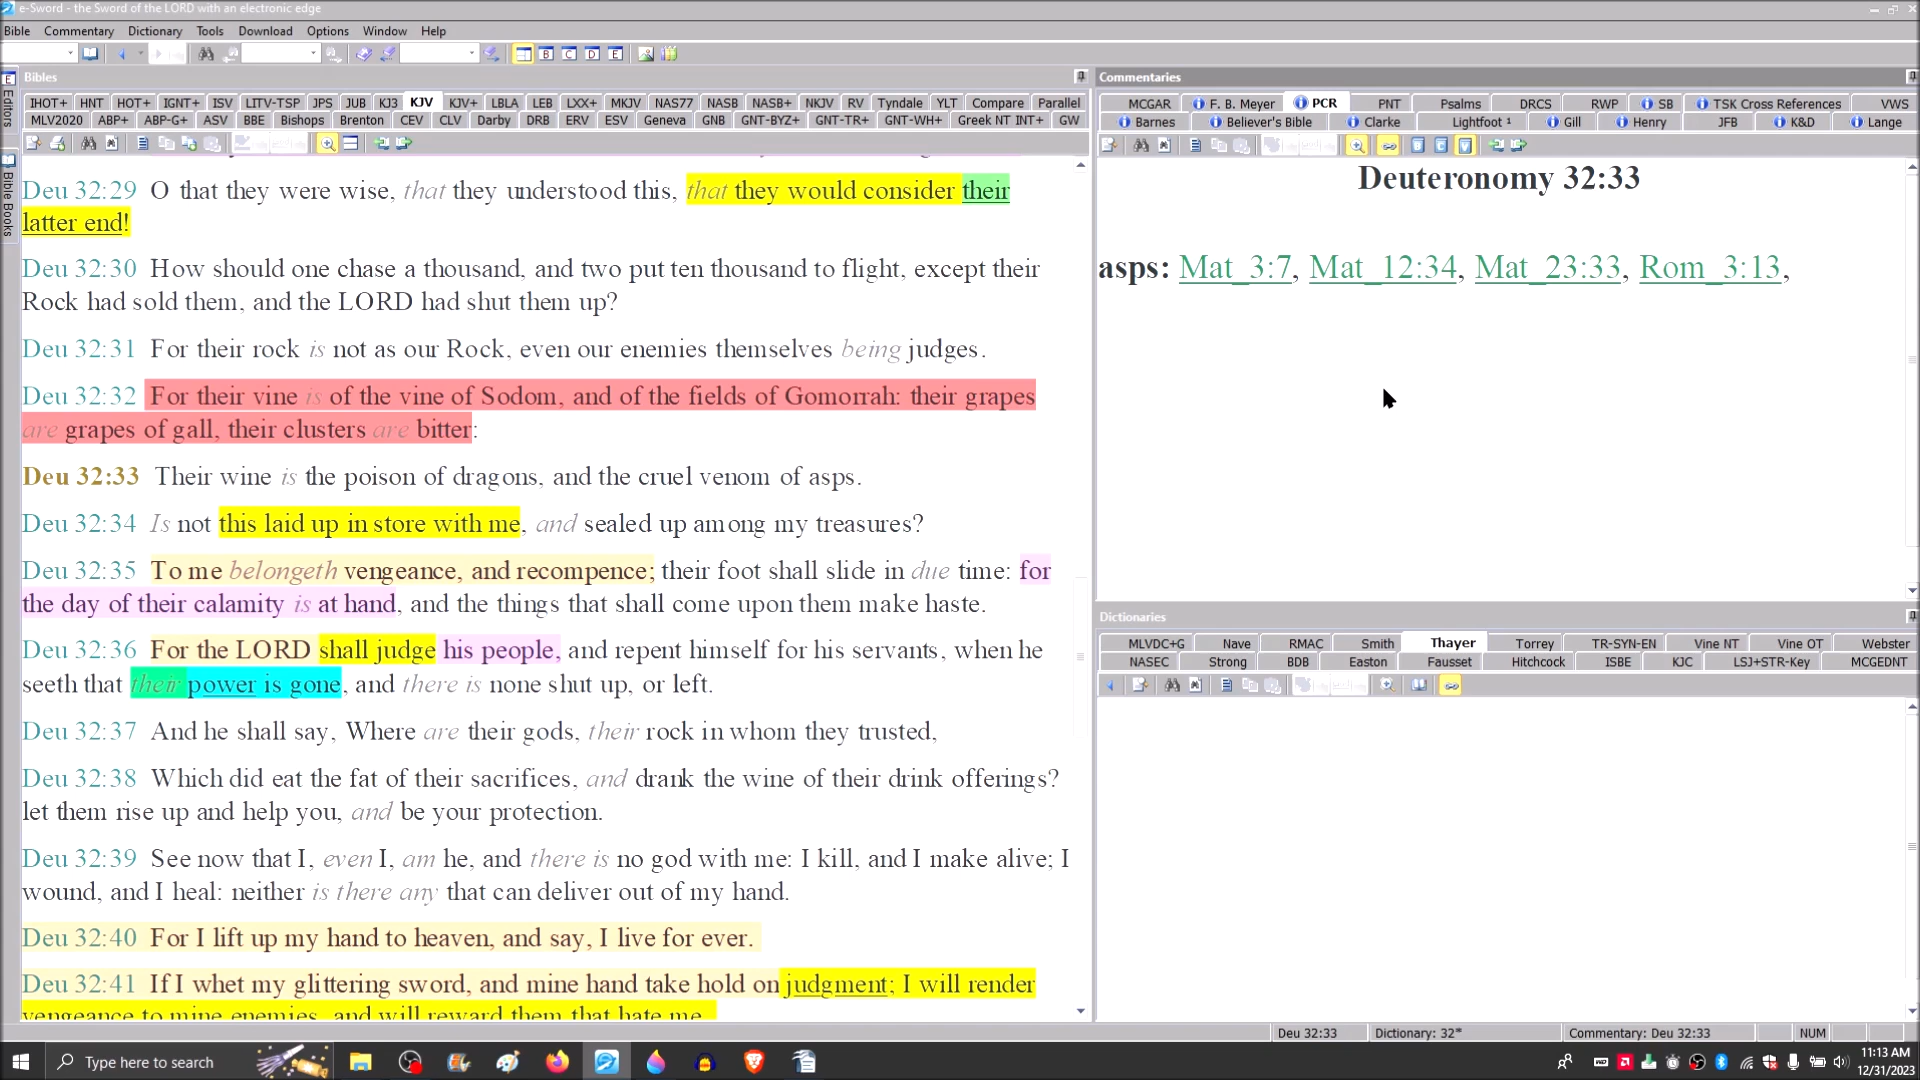 e-Sword - the Sword of the LORD with an electronic edge
Bible Commentary Dictionary Tools Download Options Window Help
Bibles
IHOT+ HNT HOT+ IGNT+ ISV LITV-TSP JPS JUB KJ3 KJV KJV+ LBLA LEB LXX+ MKJV NAS77 NASB NASB+ NKJV RV Tyndale YLT Compare Parallel
MLV2020 ABP+ ABP-G+ ASV BBE Bishops Brenton CEV CLV Darby DRB ERV ESV Geneva GNB GNT-BYZ+ GNT-TR+ GNT-WH+ Greek NT INT+ GW
Editors
Bible Books
Deu 32:29 O that they were wise, that they understood this, that they would consider their
latter end!
Deu 32:30 How should one chase a thousand, and two put ten thousand to flight, except their
Rock had sold them, and the LORD had shut them up?
Deu 32:31 For their rock is not as our Rock, even our enemies themselves being judges.
Deu 32:32 For their vine is of the vine of Sodom, and of the fields of Gomorrah: their grapes
are grapes of gall, their clusters are bitter:
Deu 32:33 Their wine is the poison of dragons, and the cruel venom of asps.
Deu 32:34 Is not this laid up in store with me, and sealed up among my treasures?
Deu 32:35 To me belongeth vengeance, and recompence; their foot shall slide in due time: for
the day of their calamity is at hand, and the things that shall come upon them make haste.
Deu 32:36 For the LORD shall judge his people, and repent himself for his servants, when he
seeth that their power is gone, and there is none shut up, or left.
Deu 32:37 And he shall say, Where are their gods, their rock in whom they trusted,
Deu 32:38 Which did eat the fat of their sacrifices, and drank the wine of their drink offerings?
let them rise up and help you, and be your protection.
Deu 32:39 See now that I, even I, am he, and there is no god with me: I kill, and I make alive; I
wound, and I heal: neither is there any that can deliver out of my hand.
Deu 32:40 For I lift up my hand to heaven, and say, I live for ever.
Deu 32:41 If I whet my glittering sword, and mine hand take hold on judgment; I will render
vengeance to mine enemies, and will reward them that hate me.
Commentaries
MCGAR F. B. Meyer PCR PNT Psalms DRCS RWP SB TSK Cross References VWS
Barnes Believer's Bible Clarke Lightfoot ¹ Gill Henry JFB K&D Lange
Deuteronomy 32:33
asps: Mat_3:7, Mat_12:34, Mat_23:33, Rom_3:13,
Dictionaries
MLVDC+G Nave RMAC Smith Thayer Torrey TR-SYN-EN Vine NT Vine OT Webster
NASEC Strong BDB Easton Fausset Hitchcock ISBE KJC LSJ+STR-Key MCGEDNT
Deu 32:33 Dictionary: 32* Commentary: Deu 32:33 NUM
Type here to search
11:13 AM
12/31/2023